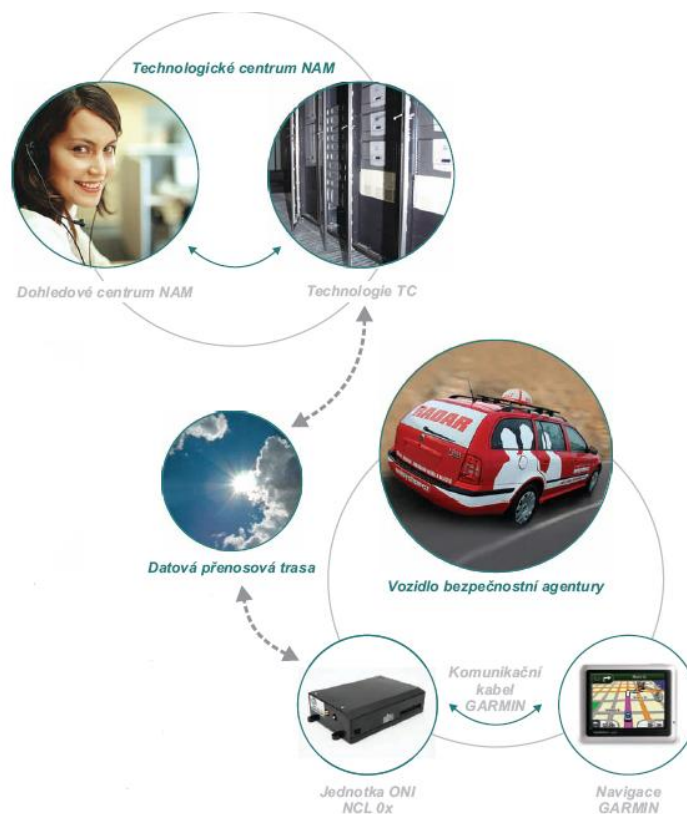 Technologické centrum NAM
Dohledové centrum NAM
Technologie TC
RADAR
Datová přenosová trasa
Vozidlo bezpečnostní agentury
Komunikační
kabel
GARMIN
Jednotka ONI
NCL 0x
Navigace
GARMIN